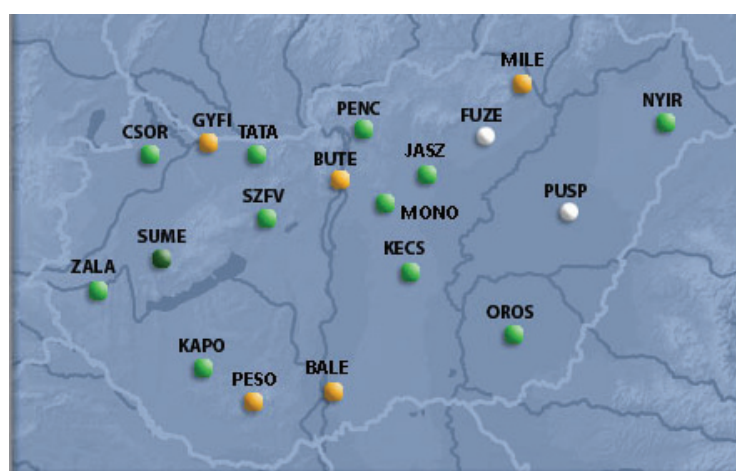 MILE
NYIR
PENC
FUZE
GYFI
CSOR
TATA
BUTE
JASZ
SZFV
MONO
PUSP
SUME
KECS
ZALA
OROS
KAPO
PESO
BALE